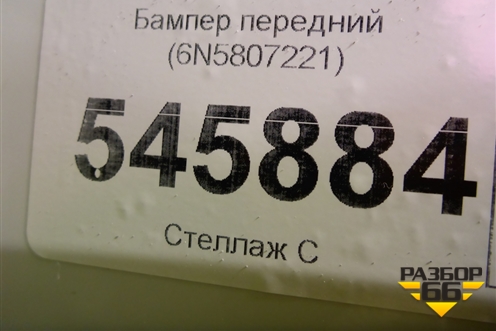 Бампер передний
(6N5807221)
545884
Стеллаж С
РАЗБОР
66